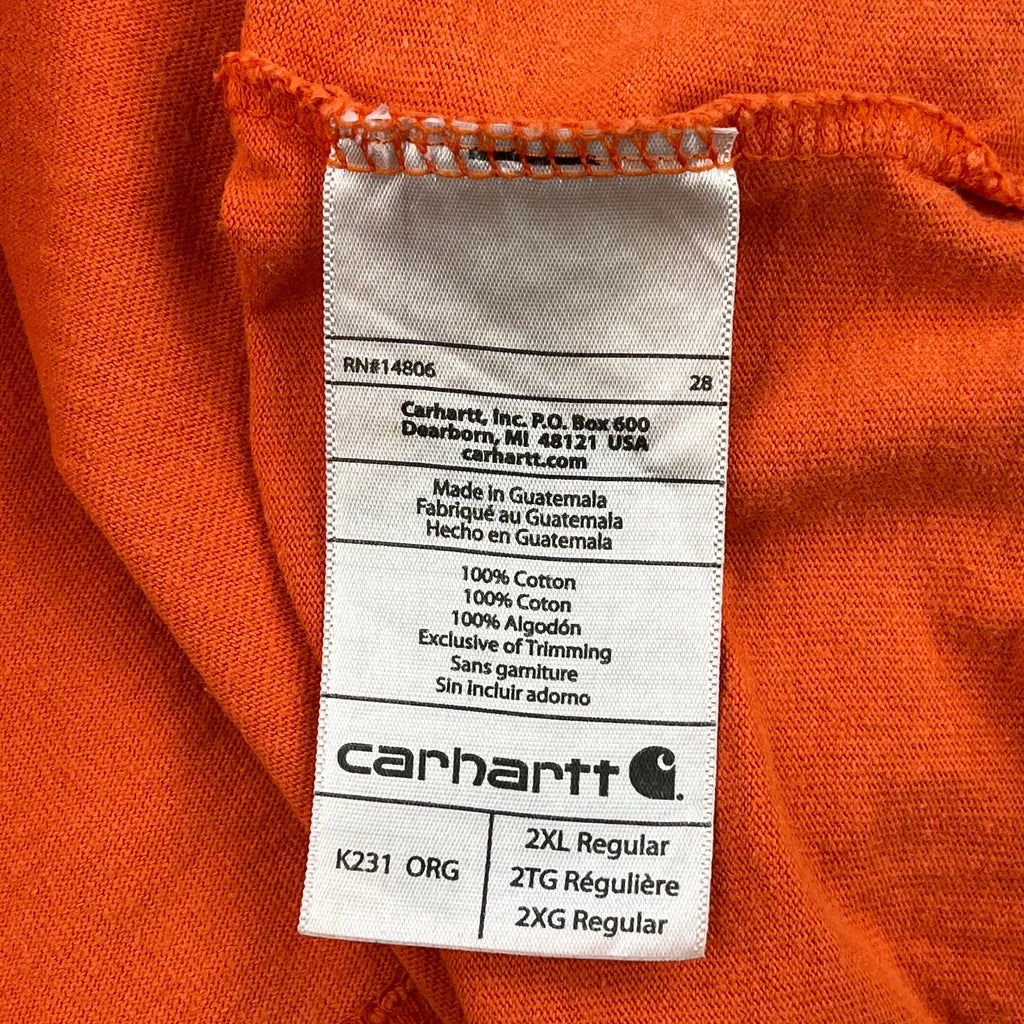 RN#14806 28
Carhartt, Inc. P.O. Box 600
Dearborn, MI 48121 USA
carhartt.com
Made in Guatemala
Fabriqué au Guatemala
Hecho en Guatemala
100% Cotton
100% Coton
100% Algodón
Exclusive of Trimming
Sans garniture
Sin incluir adorno
carhartt
K231 ORG
2XL Regular
2TG Régulière
2XG Regular